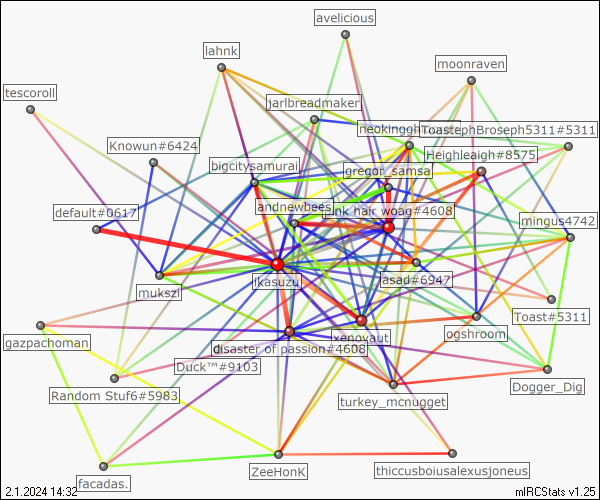 avelicious
lahnk
moonraven
tescoroll
jarlbreadmaker
neokingghToast
ToastephBroseph5311#5311
Knowun#6424
Heighleaigh#8575
bigcitysamurai
gregor_samsa
default#0617
andnewbees
pink hair woag#4608
mingus4742
mukszi
ikasuzu
asad#6947
Toast#5311
gazpachoman
xenoyaut
ogshroom
disaster of passion#4608
Duck™#9103
Random Stuf6#5983
turkey_mcnugget
Dogger_Dig
ZeeHonK
thiccusboiusalexusjoneus
facadas.
2.1.2024 14:32
mIRCStats v1.25